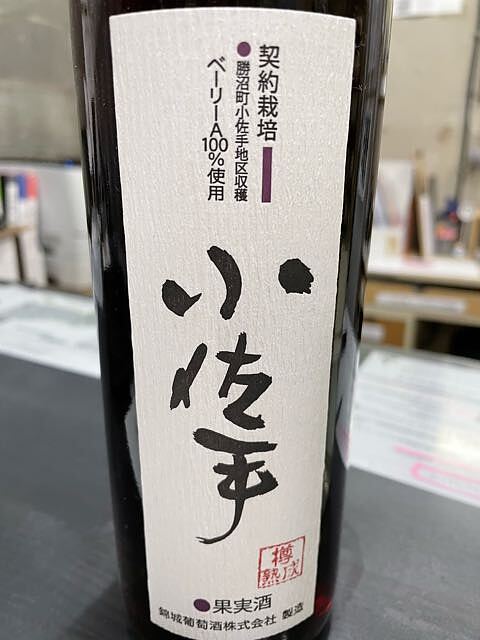 契約栽培
●勝沼町小佐手地区収穫
ベーリーA100%使用
小佐手
樽熟成
●果実酒
錦城葡萄酒株式会社 製造